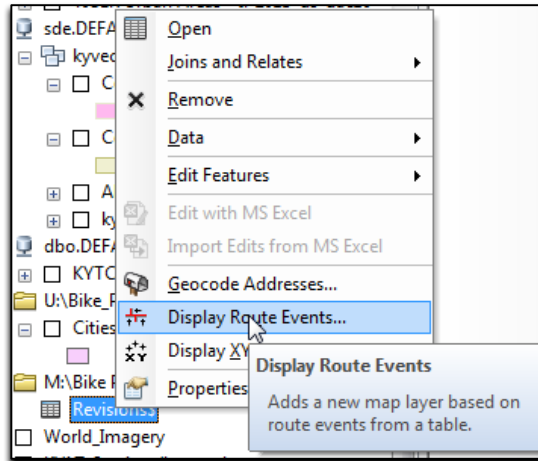 sde.DEFA
Open
kyvec
Joins and Relates
C
Remove
C
Data
Edit Features
A
Edit with MS Excel
ky
Import Edits from MS Excel
dbo.DEFA
KYTC
Geocode Addresses...
U:\Bike_F
Display Route Events...
Cities
Display XY
Display Route Events
M:\Bike F
Properties
Adds a new map layer based on
route events from a table.
Revisions$
World_Imagery